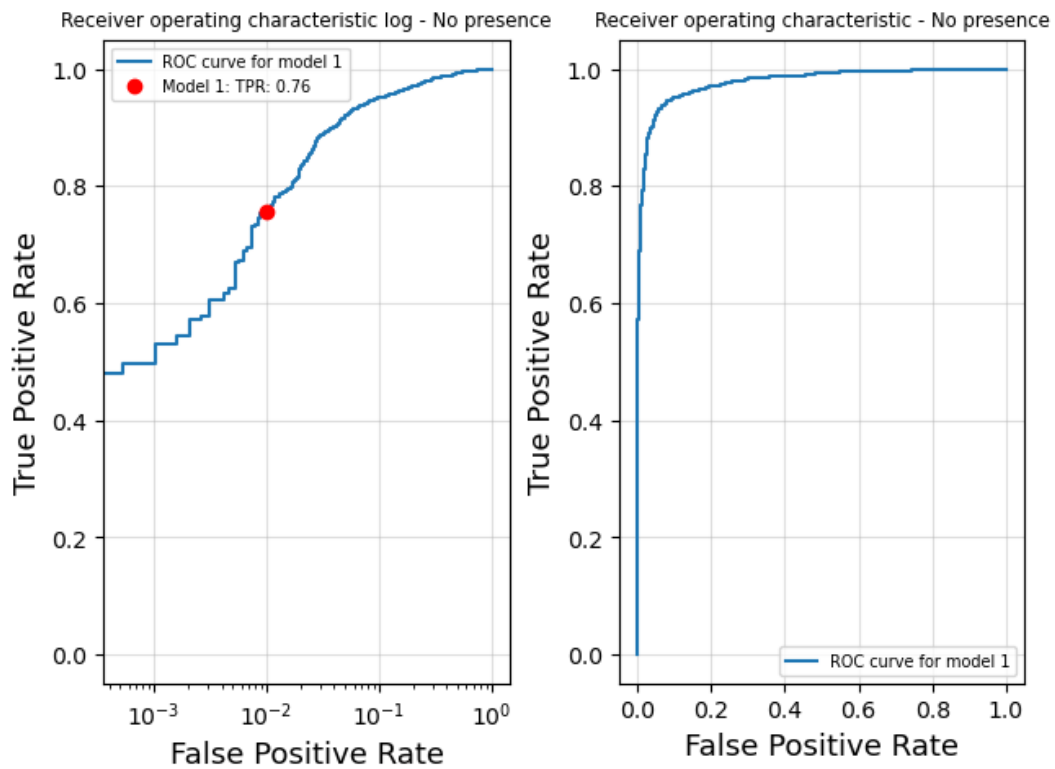 Receiver operating characteristic log - No presence
ROC curve for model 1
Model 1: TPR: 0.76
True Positive Rate
1.0
0.8
0.6
0.4
0.2
0.0
10⁻³ 10⁻² 10⁻¹ 10⁰
False Positive Rate
Receiver operating characteristic - No presence
True Positive Rate
1.0
0.8
0.6
0.4
0.2
0.0
ROC curve for model 1
0.0 0.2 0.4 0.6 0.8 1.0
False Positive Rate